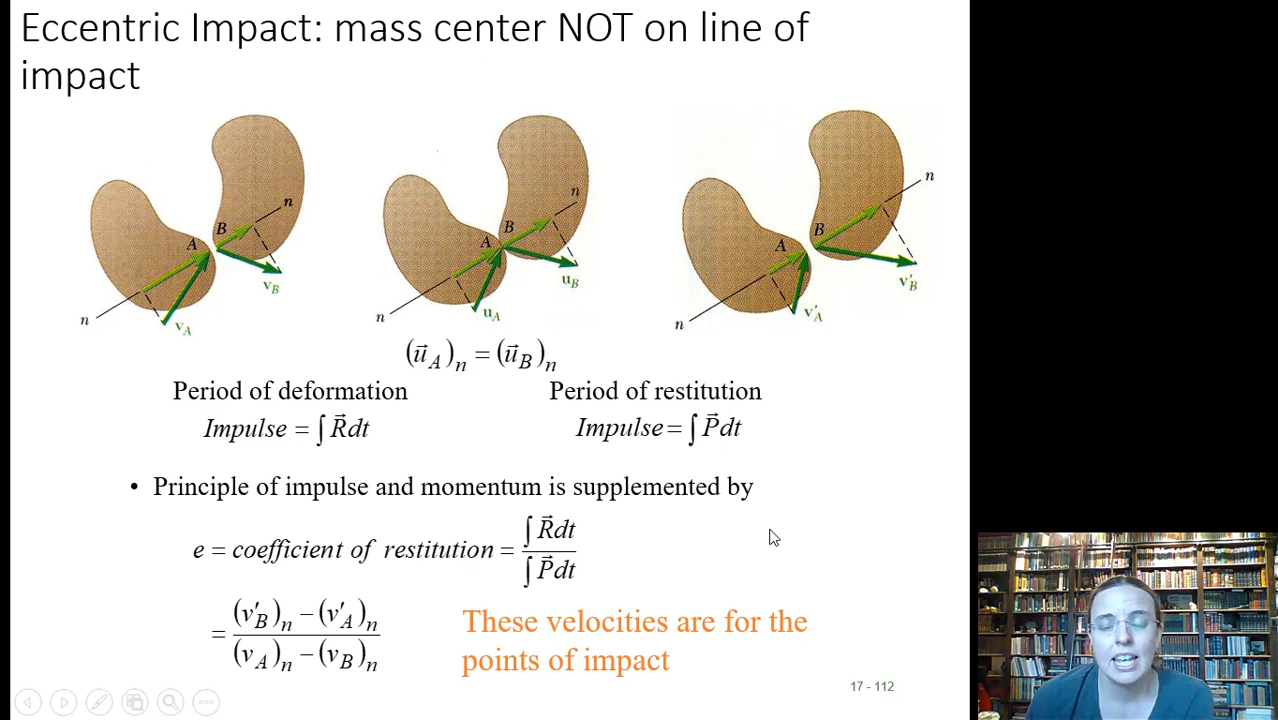 Eccentric Impact: mass center NOT on line of
impact
A
B
n
n
v_A
v_B
A
B
n
n
u_A
u_B
A
B
n
n
v'_A
v'_B
(u⃗_A)_n = (u⃗_B)_n
Period of deformation
Period of restitution
Impulse = ∫ R⃗dt
Impulse = ∫ P⃗dt
• Principle of impulse and momentum is supplemented by
e = coefficient of restitution = ∫ R⃗dt / ∫ P⃗dt
= ((v'_B)_n − (v'_A)_n) / ((v_A)_n − (v_B)_n)
These velocities are for the
points of impact
17 - 112